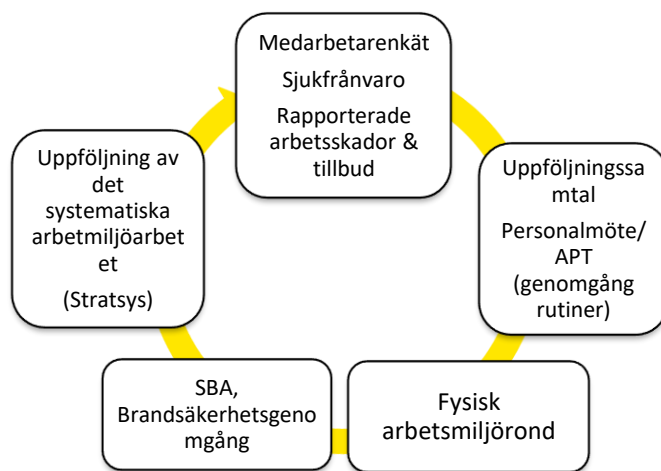 Medarbetarenkät
Sjukfrånvaro
Rapporterade
arbetsskador &
tillbud
Uppföljningssa
mtal
Personalmöte/
APT
(genomgång
rutiner)
Fysisk
arbetsmiljörond
SBA,
Brandsäkerhetsgeno
mgång
Uppföljning av
det
systematiska
arbetmiljöarbet
et
(Stratsys)